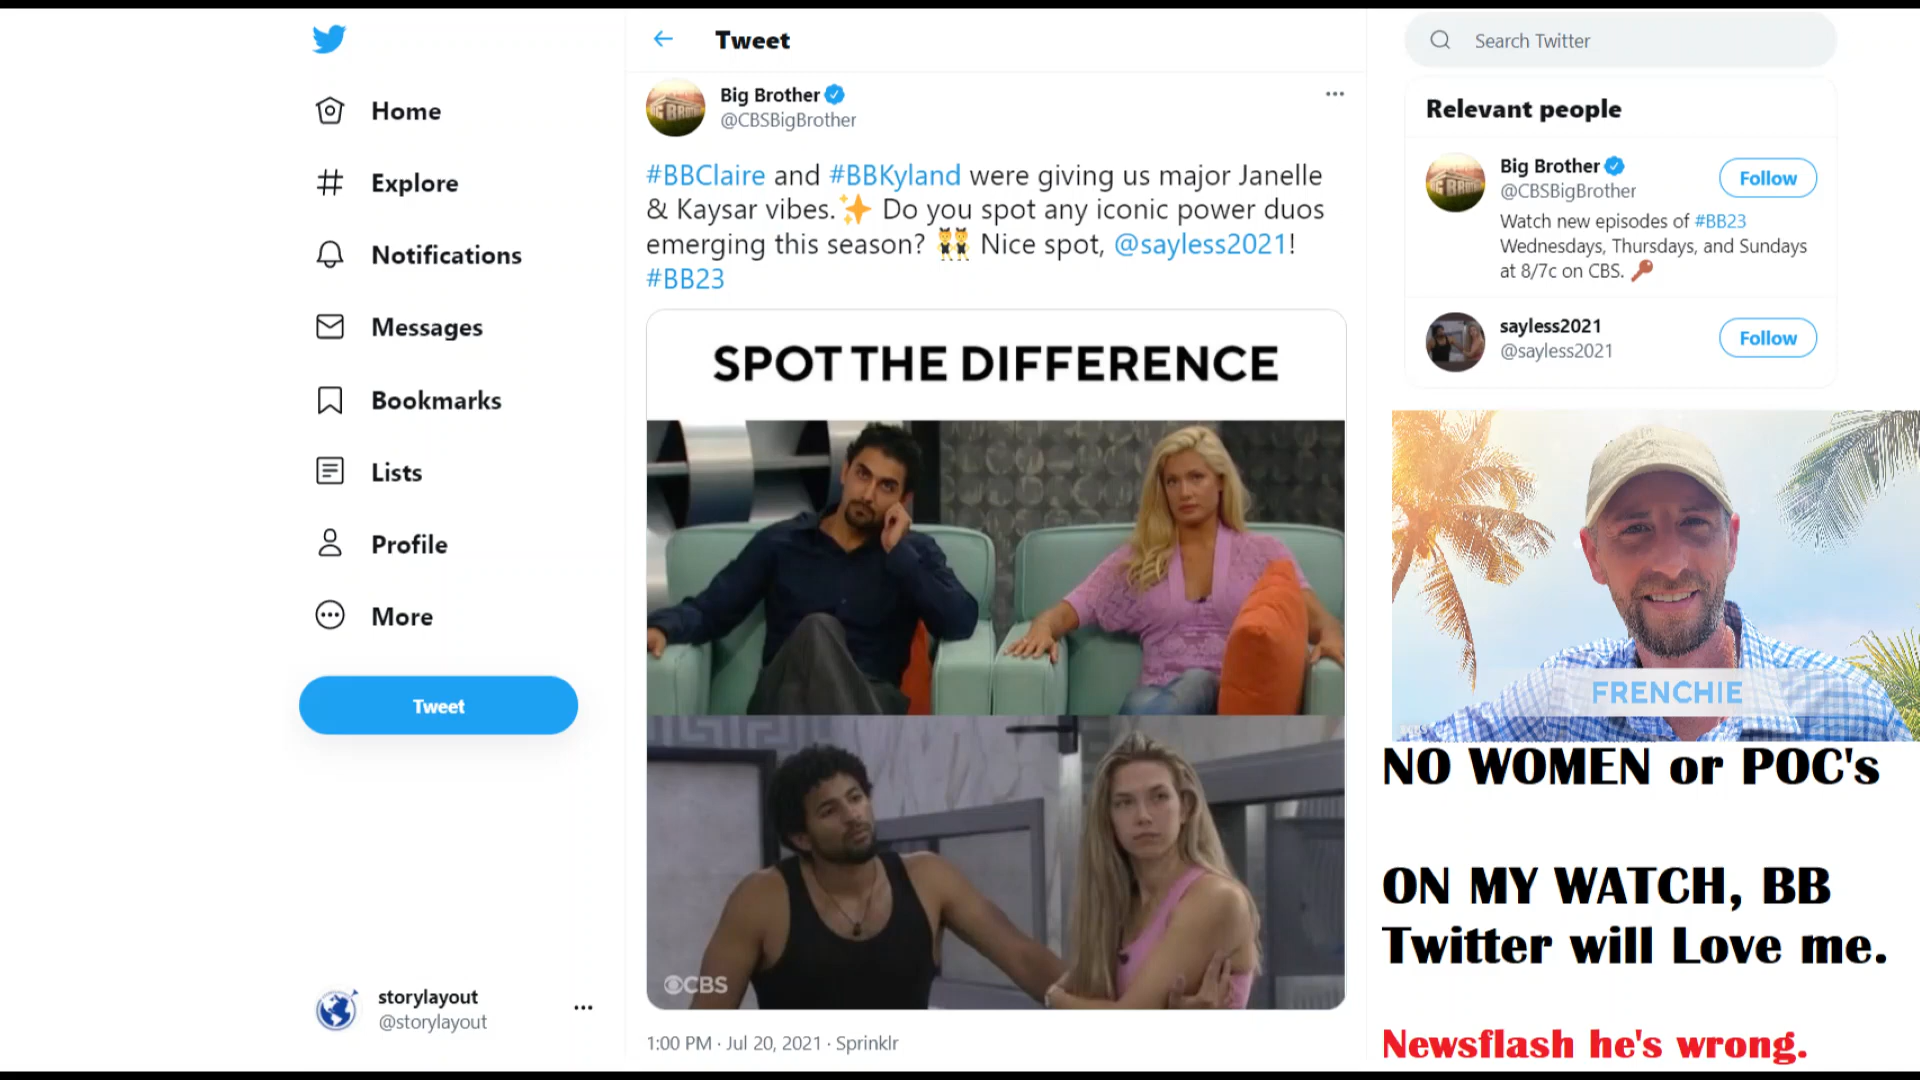 Home
Explore
Notifications
Messages
Bookmarks
Lists
Profile
More
Tweet
storylayout
@storylayout
Tweet
Big Brother
@CBSBigBrother
#BBClaire and #BBKyland were giving us major Janelle
& Kaysar vibes.✨ Do you spot any iconic power duos
emerging this season? 👯 Nice spot, @sayless2021!
#BB23
SPOT THE DIFFERENCE
CBS
1:00 PM · Jul 20, 2021 · Sprinklr
Search Twitter
Relevant people
Big Brother
@CBSBigBrother
Follow
Watch new episodes of #BB23
Wednesdays, Thursdays, and Sundays
at 8/7c on CBS. 🔑
sayless2021
@sayless2021
Follow
FRENCHIE
NO WOMEN or POC's
ON MY WATCH, BB
Twitter will Love me.
Newsflash he's wrong.